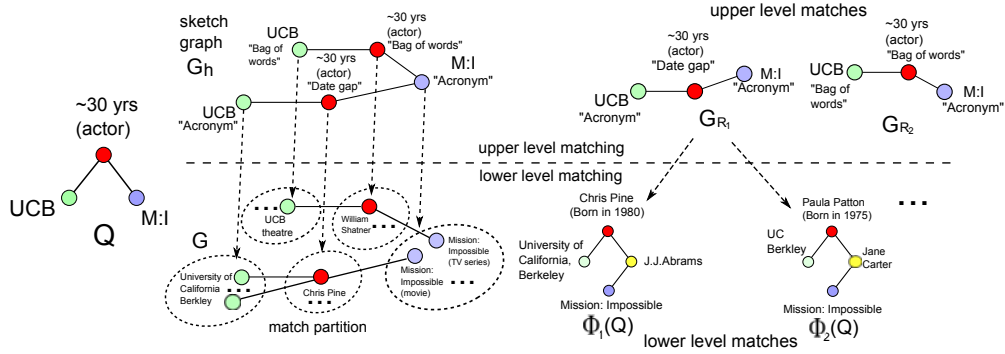 sketch
graph
G_h
UCB
"Bag of
words"
~30 yrs
(actor)
"Bag of words"
~30 yrs
(actor)
"Date gap"
M:I
"Acronym"
UCB
"Acronym"
upper level matches
~30 yrs
(actor)
"Date gap"
M:I
"Acronym"
UCB
"Acronym"
G_R1
~30 yrs
(actor)
"Bag of words"
UCB
"Bag of
words"
M:I
"Acronym"
G_R2
~30 yrs
(actor)
UCB
M:I
Q
upper level matching
lower level matching
G
...
UCB
theatre
William
Shatner
...
Mission:
Impossible
(TV series)
Mission:
Impossible
(movie)
...
University of
California
Berkley
...
Chris Pine
...
match partition
Chris Pine
(Born in 1980)
University of
California,
Berkeley
J.J.Abrams
Mission: Impossible
Φ1(Q)
Paula Patton
(Born in 1975)
UC
Berkley
Jane
Carter
Mission: Impossible
Φ2(Q)
...
lower level matches